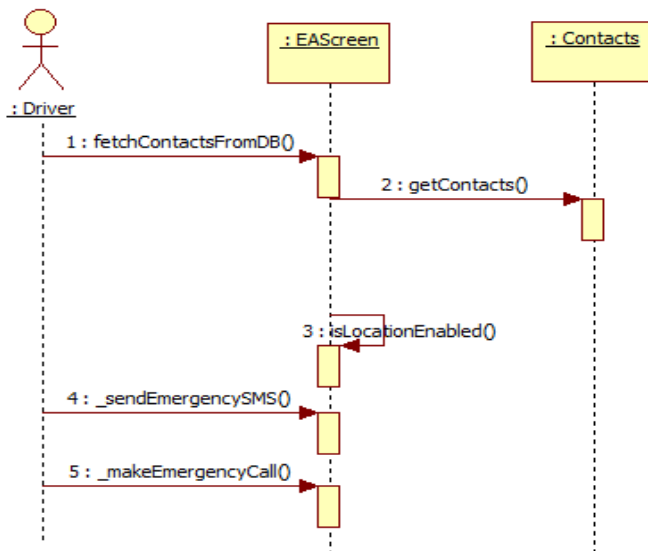 : EAScreen
: Contacts
: Driver
1 : fetchContactsFromDB()
2 : getContacts()
3 : isLocationEnabled()
4 : _sendEmergencySMS()
5 : _makeEmergencyCall()